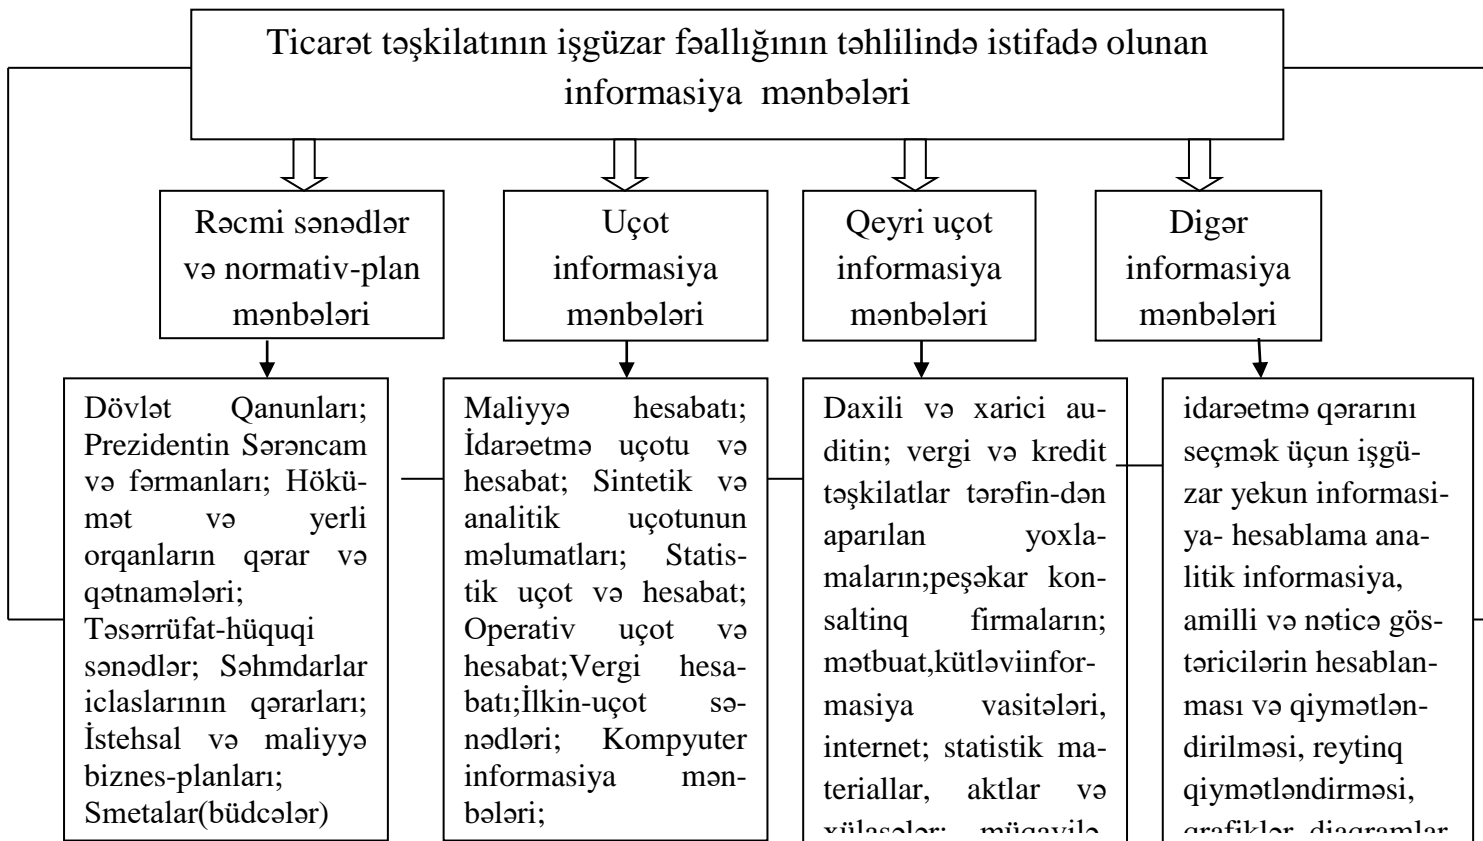 Ticarət təşkilatının işgüzar fəallığının təhlilində istifadə olunan
informasiya mənbələri
Rəcmi sənədlər
və normativ-plan
mənbələri
Uçot
informasiya
mənbələri
Qeyri uçot
informasiya
mənbələri
Digər
informasiya
mənbələri
Dövlət Qanunları;
Prezidentin Sərəncam
və fərmanları; Hökü-
mət və yerli
orqanların qərar və
qətnamələri;
Təsərrüfat-hüquqi
sənədlər; Səhmdarlar
iclaslarının qərarları;
İstehsal və maliyyə
biznes-planları;
Smetalar(büdcələr)
Maliyyə hesabatı;
İdarəetmə uçotu və
hesabat; Sintetik və
analitik uçotunun
məlumatları; Statis-
tik uçot və hesabat;
Operativ uçot və
hesabat;Vergi hesa-
batı;İlkin-uçot sə-
nədləri; Kompyuter
informasiya mən-
bələri;
Daxili və xarici au-
ditin; vergi və kredit
təşkilatlar tərəfin-dən
aparılan yoxla-
maların;peşəkar kon-
saltinq firmaların;
mətbuat,kütləviinfor-
masiya vasitələri,
internet; statistik ma-
teriallar, aktlar və
xülasələr; müqavilə
idarəetmə qərarını
seçmək üçun işgü-
zar yekun informasi-
ya- hesablama ana-
litik informasiya,
amilli və nəticə gös-
təricilərin hesablan-
ması və qiymətlən-
dirilməsi, reytinq
qiymətləndirməsi,
qrafiklər, diaqramlar